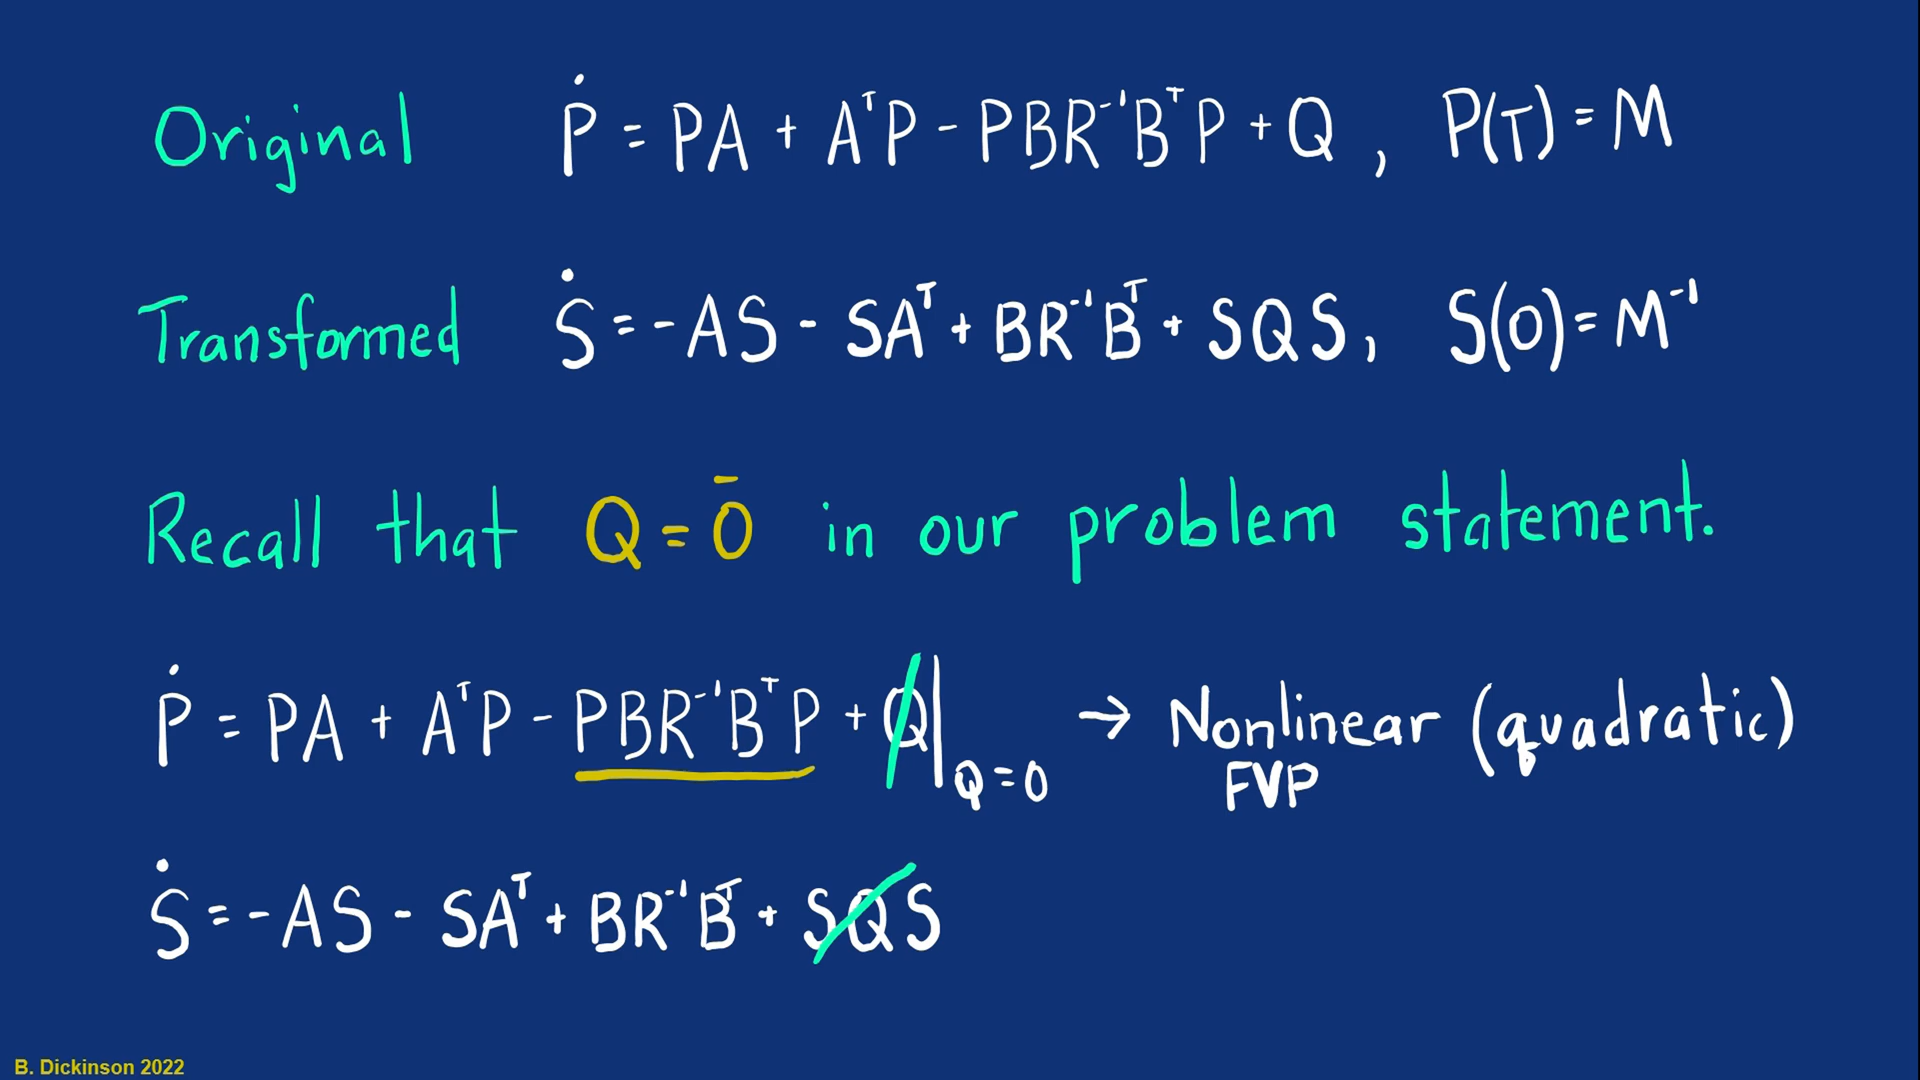 Original Ṗ = PA + AᵀP - PBR⁻¹BᵀP + Q , P(T) = M
Transformed Ṡ = -AS - SAᵀ + BR⁻¹Bᵀ + SQS , S(0) = M⁻¹
Recall that Q = 0̄ in our problem statement.
Ṗ = PA + AᵀP - PBR⁻¹BᵀP + Q|Q=0 → Nonlinear (quadratic)
FVP
Ṡ = -AS - SAᵀ + BR⁻¹Bᵀ + SQS
B. Dickinson 2022